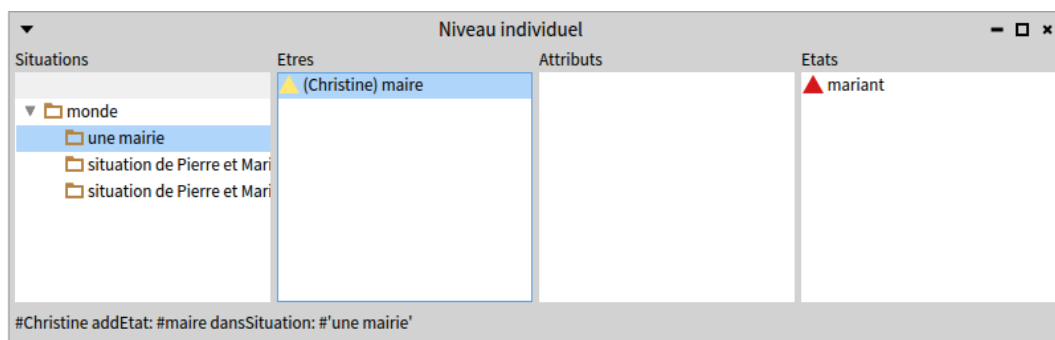 Niveau individuel
Situations
Etres
Attributs
Etats
(Christine) maire
mariant
monde
une mairie
situation de Pierre et Mari
situation de Pierre et Mari
#Christine addEtat: #maire dansSituation: #'une mairie'